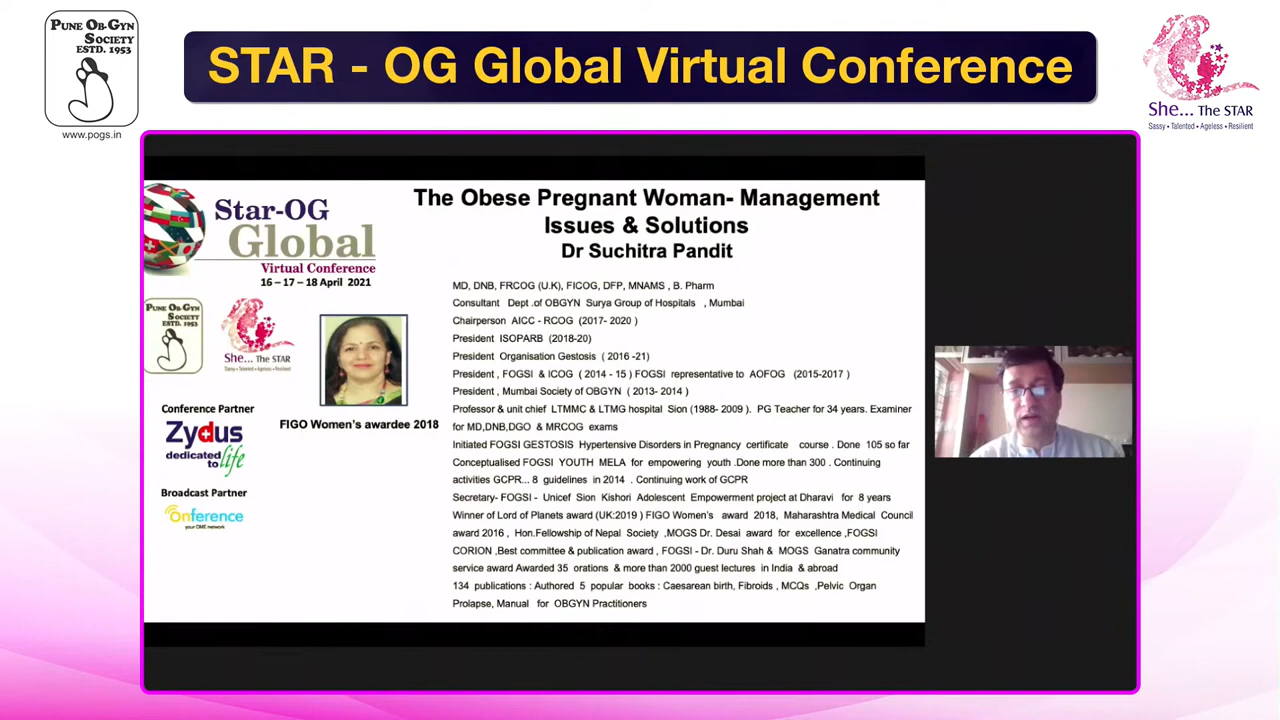 PUNE OB-GYN
SOCIETY
ESTD. 1953
www.pogs.in
STAR - OG Global Virtual Conference
She... The STAR
Sassy • Talented • Ageless • Resilient
Star-OG
Global
Virtual Conference
16 – 17 – 18 April 2021
PUNE OB-GYN
SOCIETY
ESTD. 1953
She... The STAR
Sassy • Talented • Ageless • Resilient
Conference Partner
Zydus
dedicated
to life
Broadcast Partner
Onference
your CME network
FIGO Women's awardee 2018
The Obese Pregnant Woman- Management
Issues & Solutions
Dr Suchitra Pandit
MD, DNB, FRCOG (U.K), FICOG, DFP, MNAMS , B. Pharm
Consultant Dept .of OBGYN Surya Group of Hospitals , Mumbai
Chairperson AICC - RCOG (2017- 2020 )
President ISOPARB (2018-20)
President Organisation Gestosis ( 2016 -21)
President , FOGSI & ICOG ( 2014 - 15 ) FOGSI representative to AOFOG (2015-2017 )
President , Mumbai Society of OBGYN ( 2013- 2014 )
Professor & unit chief LTMMC & LTMG hospital Sion (1988- 2009 ). PG Teacher for 34 years. Examiner
for MD,DNB,DGO & MRCOG exams
Initiated FOGSI GESTOSIS Hypertensive Disorders in Pregnancy certificate course . Done 105 so far
Conceptualised FOGSI YOUTH MELA for empowering youth .Done more than 300 . Continuing
activities GCPR... 8 guidelines in 2014 . Continuing work of GCPR
Secretary- FOGSI - Unicef Sion Kishori Adolescent Empowerment project at Dharavi for 8 years
Winner of Lord of Planets award (UK:2019 ) FIGO Women's award 2018, Maharashtra Medical Council
award 2016 , Hon.Fellowship of Nepal Society ,MOGS Dr. Desai award for excellence ,FOGSI
CORION ,Best committee & publication award , FOGSI - Dr. Duru Shah & MOGS Ganatra community
service award Awarded 35 orations & more than 2000 guest lectures in India & abroad
134 publications : Authored 5 popular books : Caesarean birth, Fibroids , MCQs ,Pelvic Organ
Prolapse, Manual for OBGYN Practitioners